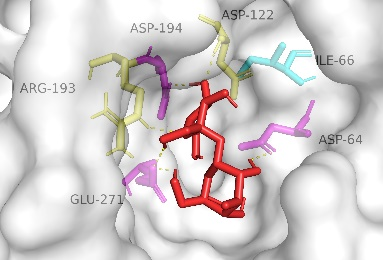 ASP-122
ASP-194
ILE-66
ARG-193
ASP-64
GLU-271